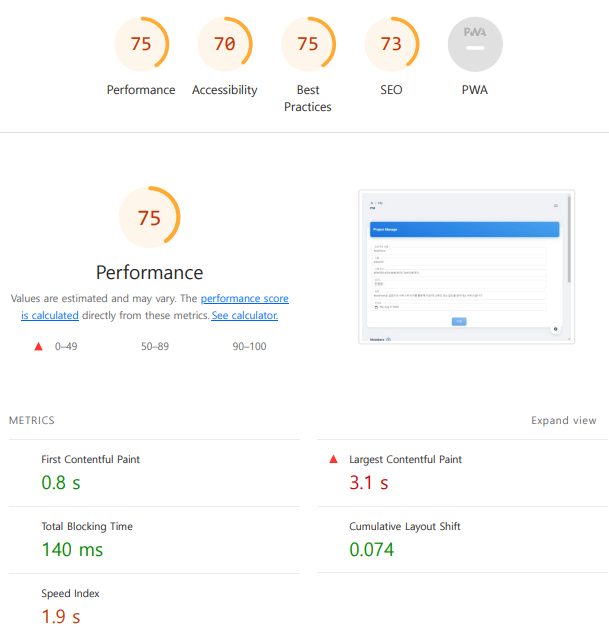 75
70
75
73
PWA
Performance
Accessibility
Best
Practices
SEO
PWA
75
Performance
Values are estimated and may vary. The performance score
is calculated directly from these metrics. See calculator.
0–49
50–89
90–100
Project Manage
Members
METRICS
Expand view
First Contentful Paint
0.8 s
Largest Contentful Paint
3.1 s
Total Blocking Time
140 ms
Cumulative Layout Shift
0.074
Speed Index
1.9 s